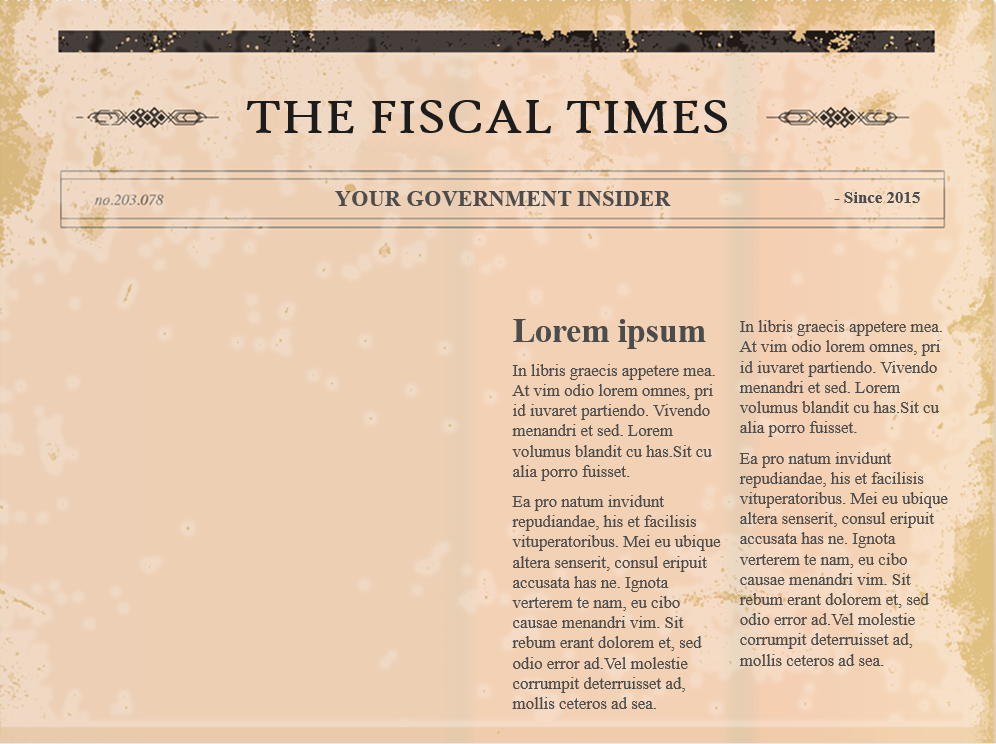 THE FISCAL TIMES
no.203.078
YOUR GOVERNMENT INSIDER
- Since 2015
Lorem ipsum
In libris graecis appetere mea.
At vim odio lorem omnes, pri
id iuvaret partiendo. Vivendo
menandri et sed. Lorem
volumus blandit cu has.Sit cu
alia porro fuisset.
Ea pro natum invidunt
repudiandae, his et facilisis
vituperatoribus. Mei eu ubique
altera senserit, consul eripuit
accusata has ne. Ignota
verterem te nam, eu cibo
causae menandri vim. Sit
rebum erant dolorem et, sed
odio error ad.Vel molestie
corrumpit deterruisset ad,
mollis ceteros ad sea.
In libris graecis appetere mea.
At vim odio lorem omnes, pri
id iuvaret partiendo. Vivendo
menandri et sed. Lorem
volumus blandit cu has.Sit cu
alia porro fuisset.
Ea pro natum invidunt
repudiandae, his et facilisis
vituperatoribus. Mei eu ubique
altera senserit, consul eripuit
accusata has ne. Ignota
verterem te nam, eu cibo
causae menandri vim. Sit
rebum erant dolorem et, sed
odio error ad.Vel molestie
corrumpit deterruisset ad,
mollis ceteros ad sea.